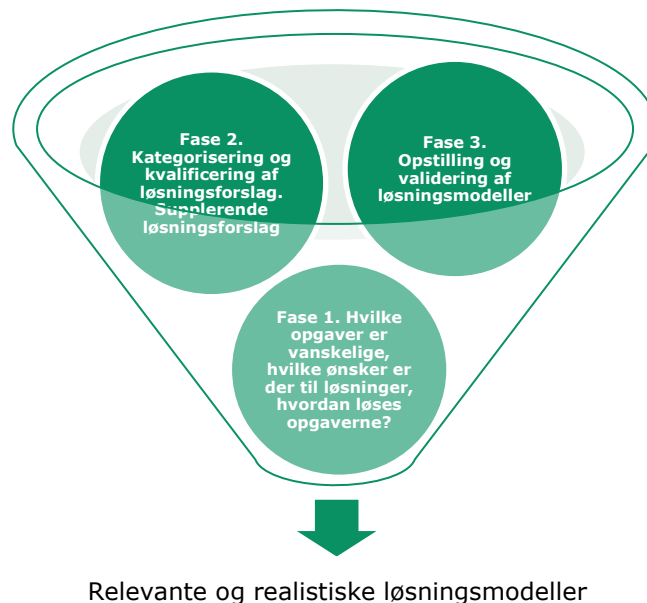 Fase 2.
Kategorisering og
kvalificering af
løsningsforslag.
Supplerende
løsningsforslag
Fase 3.
Opstilling og
validering af
løsningsmodeller
Fase 1. Hvilke
opgaver er
vanskelige,
hvilke ønsker er
der til løsninger,
hvordan løses
opgaverne?
Relevante og realistiske løsningsmodeller